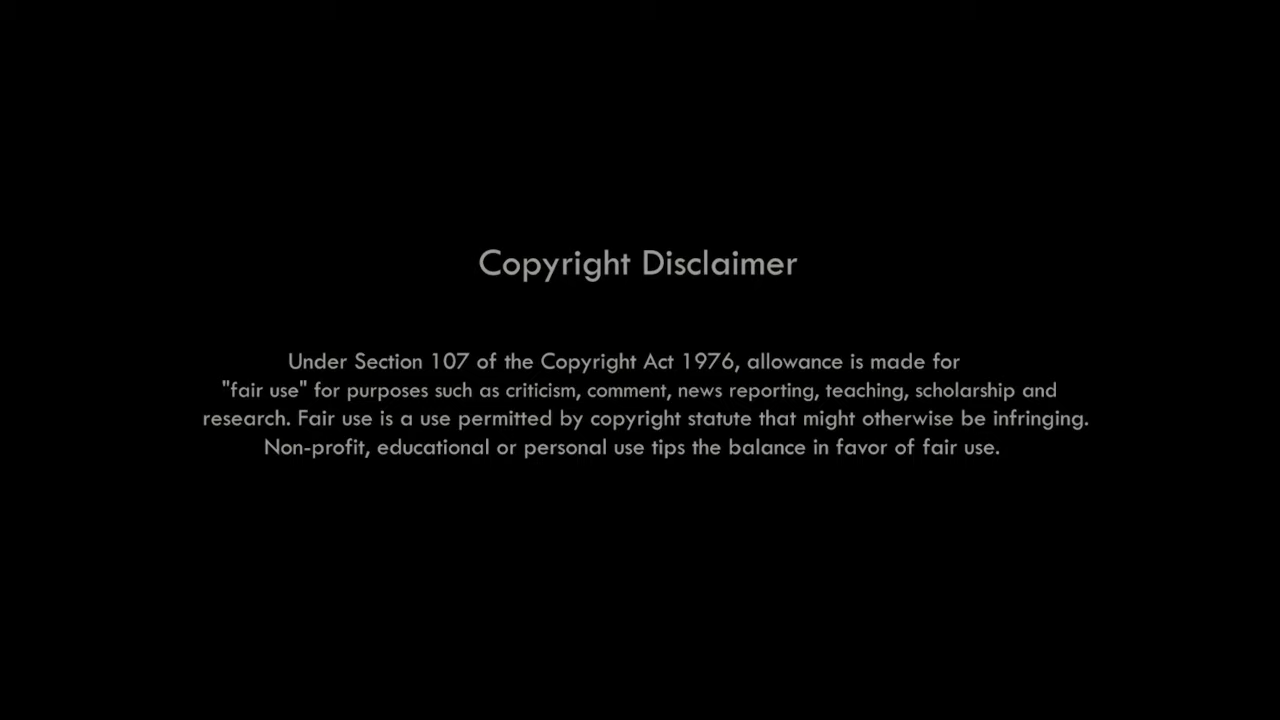 Copyright Disclaimer
Under Section 107 of the Copyright Act 1976, allowance is made for
"fair use" for purposes such as criticism, comment, news reporting, teaching, scholarship and
research. Fair use is a use permitted by copyright statute that might otherwise be infringing.
Non-profit, educational or personal use tips the balance in favor of fair use.